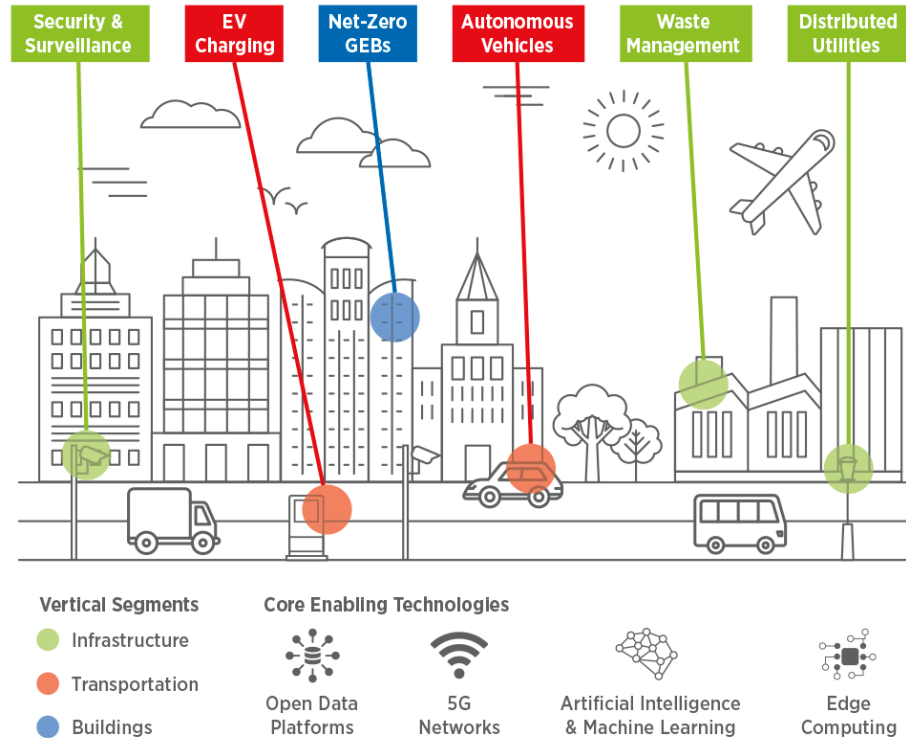 Security &
Surveillance
EV
Charging
Net-Zero
GEBs
Autonomous
Vehicles
Waste
Management
Distributed
Utilities
Vertical Segments
Infrastructure
Transportation
Buildings
Core Enabling Technologies
Open Data
Platforms
5G
Networks
Artificial Intelligence
& Machine Learning
Edge
Computing